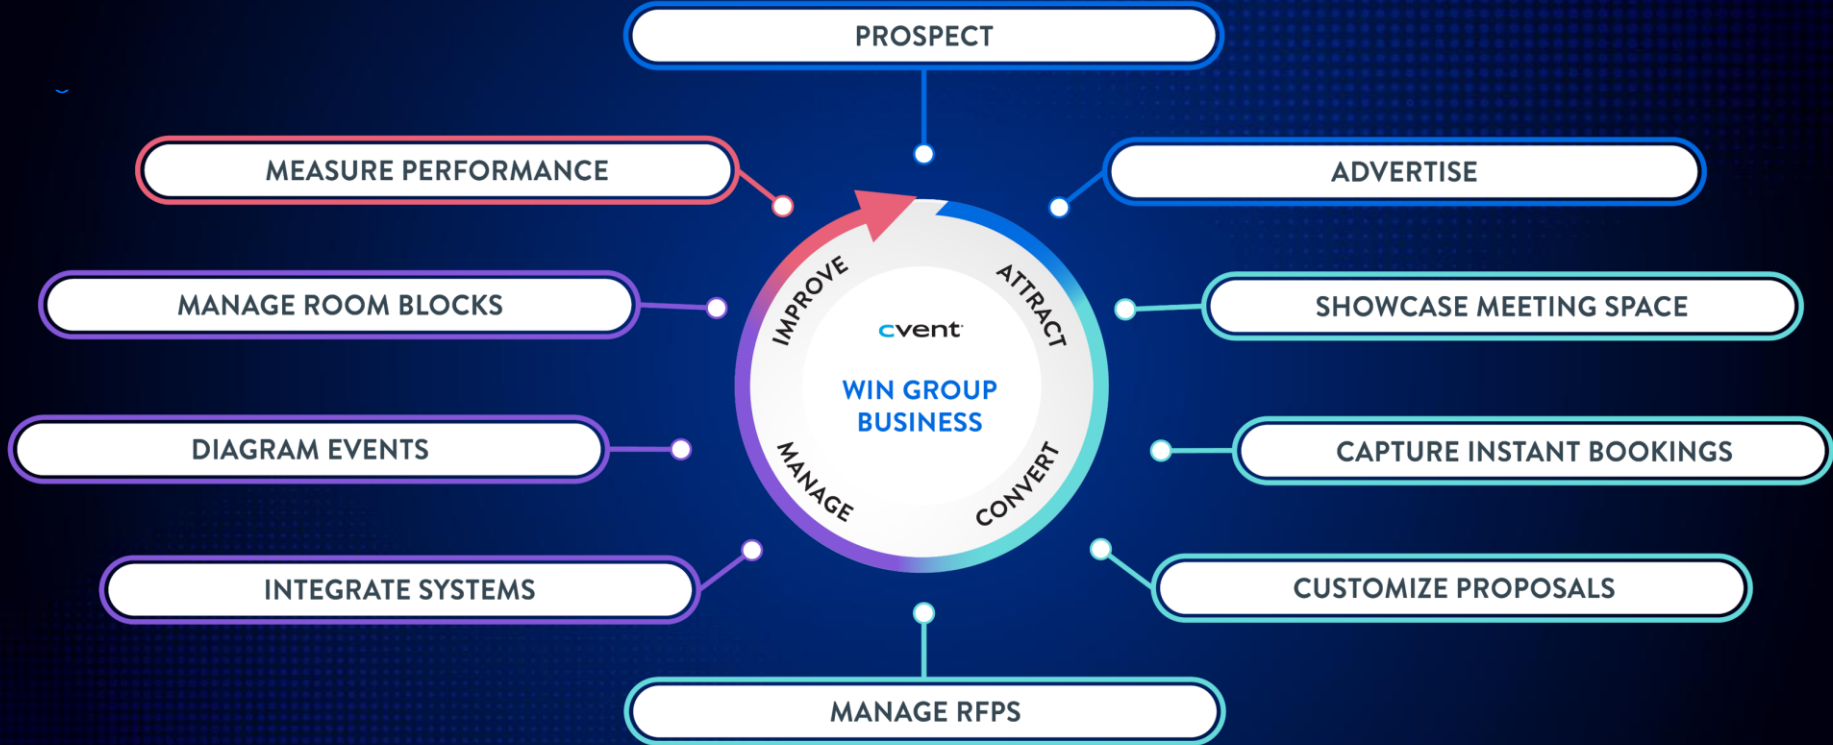 PROSPECT
MEASURE PERFORMANCE
ADVERTISE
MANAGE ROOM BLOCKS
SHOWCASE MEETING SPACE
DIAGRAM EVENTS
CAPTURE INSTANT BOOKINGS
INTEGRATE SYSTEMS
CUSTOMIZE PROPOSALS
MANAGE RFPS
IMPROVE
ATTRACT
cvent
WIN GROUP
BUSINESS
MANAGE
CONVERT